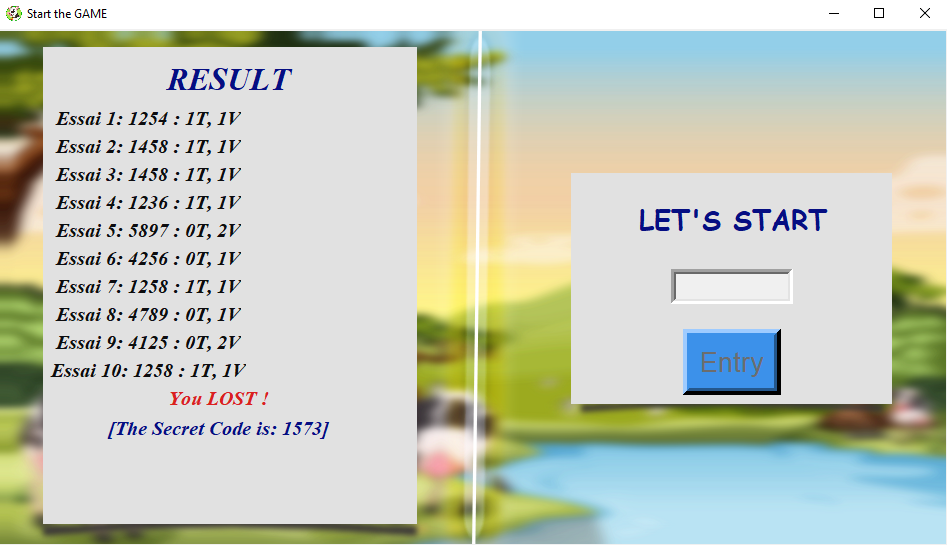 Start the GAME
RESULT
Essai 1: 1254 : 1T, 1V
Essai 2: 1458 : 1T, 1V
Essai 3: 1458 : 1T, 1V
Essai 4: 1236 : 1T, 1V
Essai 5: 5897 : 0T, 2V
Essai 6: 4256 : 0T, 1V
Essai 7: 1258 : 1T, 1V
Essai 8: 4789 : 0T, 1V
Essai 9: 4125 : 0T, 2V
Essai 10: 1258 : 1T, 1V
You LOST !
[The Secret Code is: 1573]
LET'S START
Entry